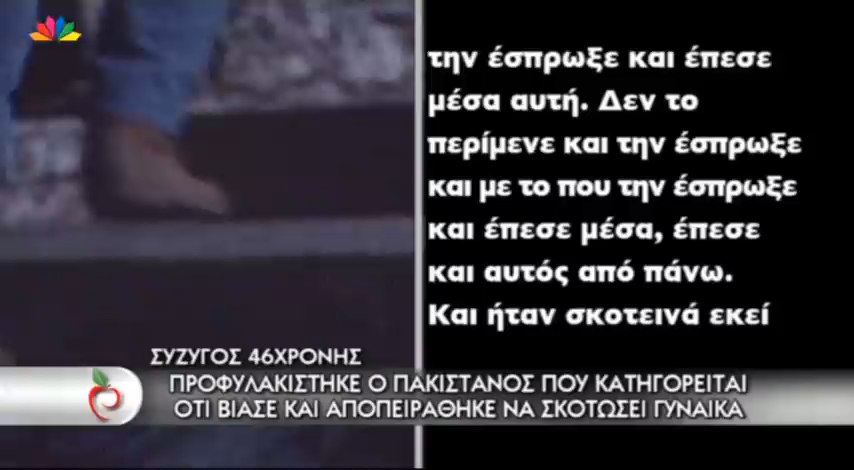 την έσπρωξε και έπεσε
μέσα αυτή. Δεν το
περίμενε και την έσπρωξε
και με το που την έσπρωξε
και έπεσε μέσα, έπεσε
και αυτός από πάνω.
Και ήταν σκοτεινά εκεί
ΣΥΖΥΓΟΣ 46ΧΡΟΝΗΣ
ΠΡΟΦΥΛΑΚΙΣΤΗΚΕ Ο ΠΑΚΙΣΤΑΝΟΣ ΠΟΥ ΚΑΤΗΓΟΡΕΙΤΑΙ
ΟΤΙ ΒΙΑΣΕ ΚΑΙ ΑΠΟΠΕΙΡΑΘΗΚΕ ΝΑ ΣΚΟΤΩΣΕΙ ΓΥΝΑΙΚΑ